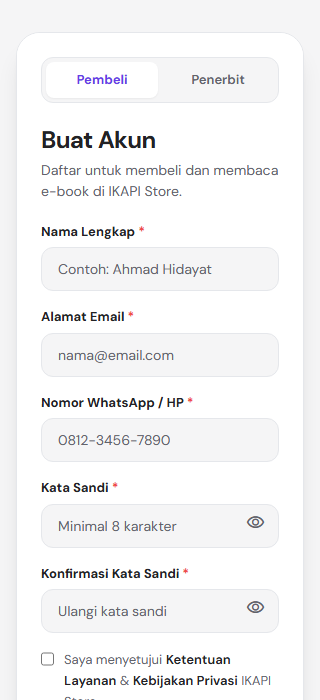 Pembeli
Penerbit
Buat Akun
Daftar untuk membeli dan membaca
e-book di IKAPI Store.
Nama Lengkap *
Contoh: Ahmad Hidayat
Alamat Email *
nama@email.com
Nomor WhatsApp / HP *
0812-3456-7890
Kata Sandi *
Minimal 8 karakter
Konfirmasi Kata Sandi *
Ulangi kata sandi
Saya menyetujui Ketentuan
Layanan & Kebijakan Privasi IKAPI